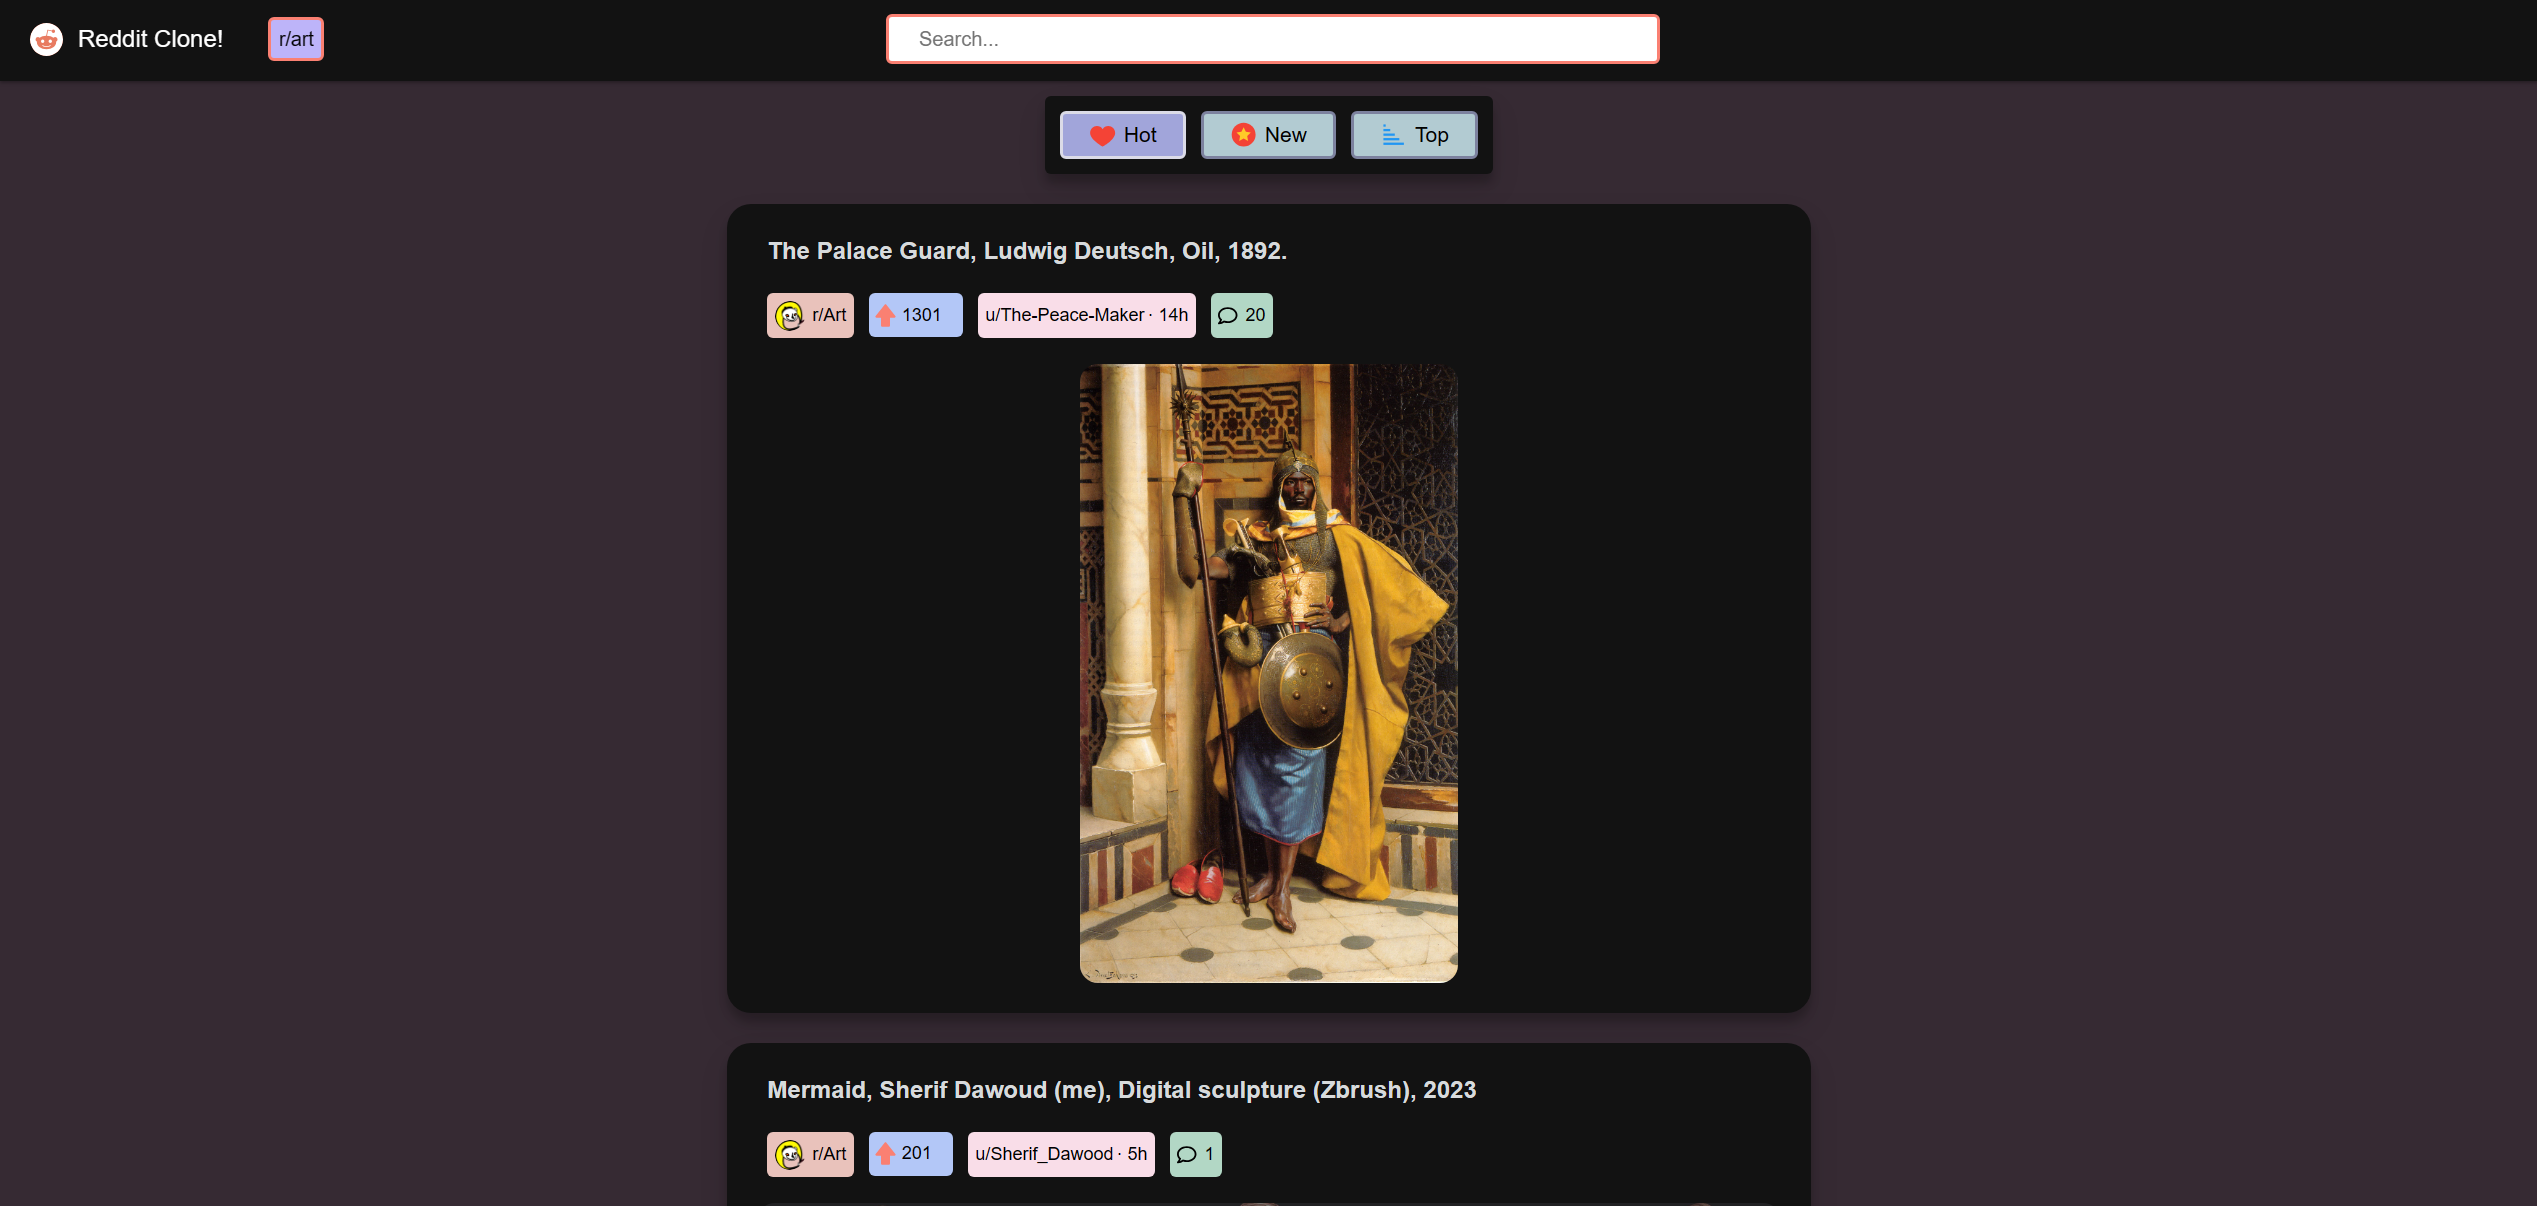 Reddit Clone!
r/art
Search...
Hot
New
Top
The Palace Guard, Ludwig Deutsch, Oil, 1892.
r/Art
1301
u/The-Peace-Maker · 14h
20
Mermaid, Sherif Dawoud (me), Digital sculpture (Zbrush), 2023
r/Art
201
u/Sherif_Dawood · 5h
1